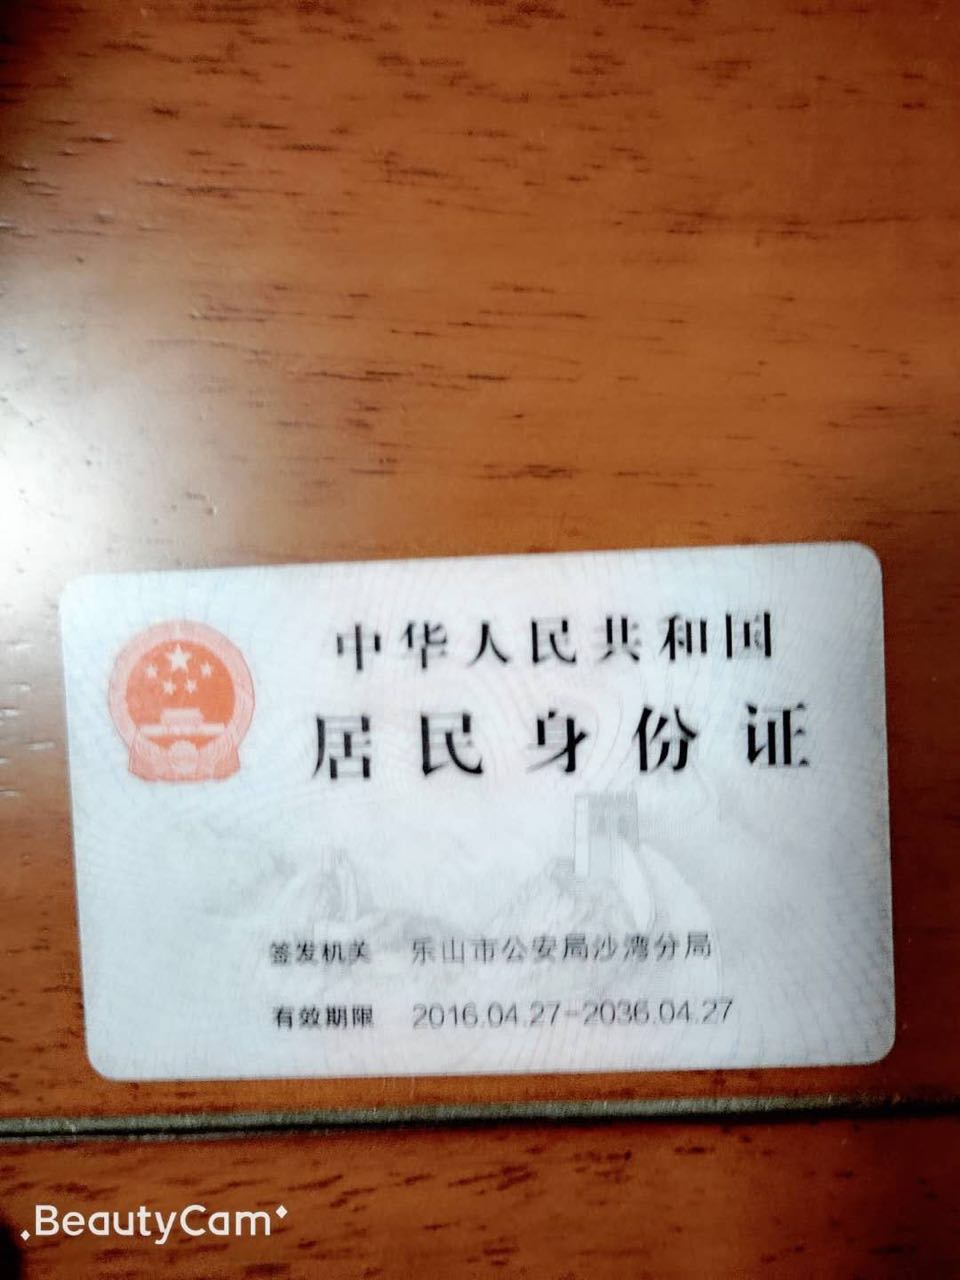 中华人民共和国
居民身份证
签发机关 乐山市公安局沙湾分局
有效期限 2016.04.27-2036.04.27
BeautyCam